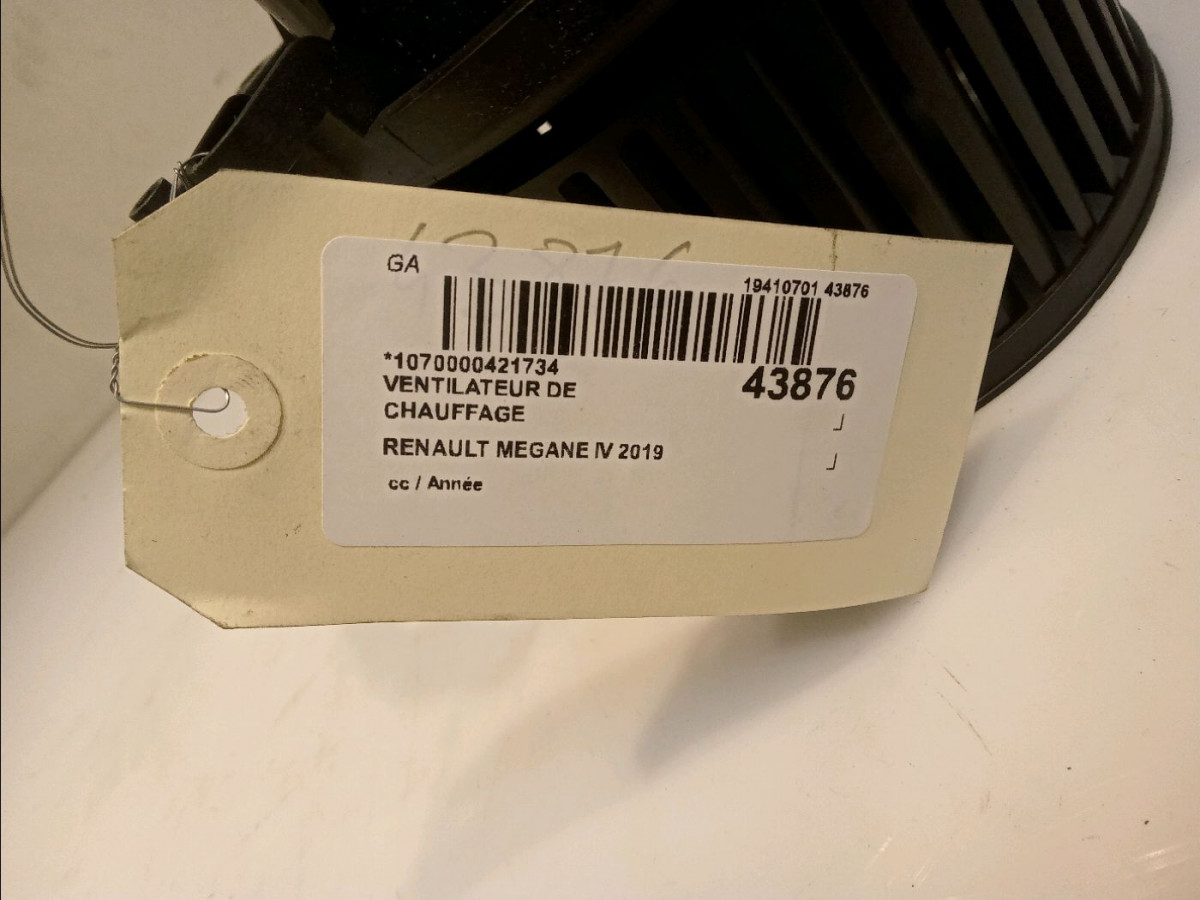 GA
19410701 43876
*1070000421734
43876
VENTILATEUR DE
CHAUFFAGE
RENAULT MEGANE IV 2019
cc / Année